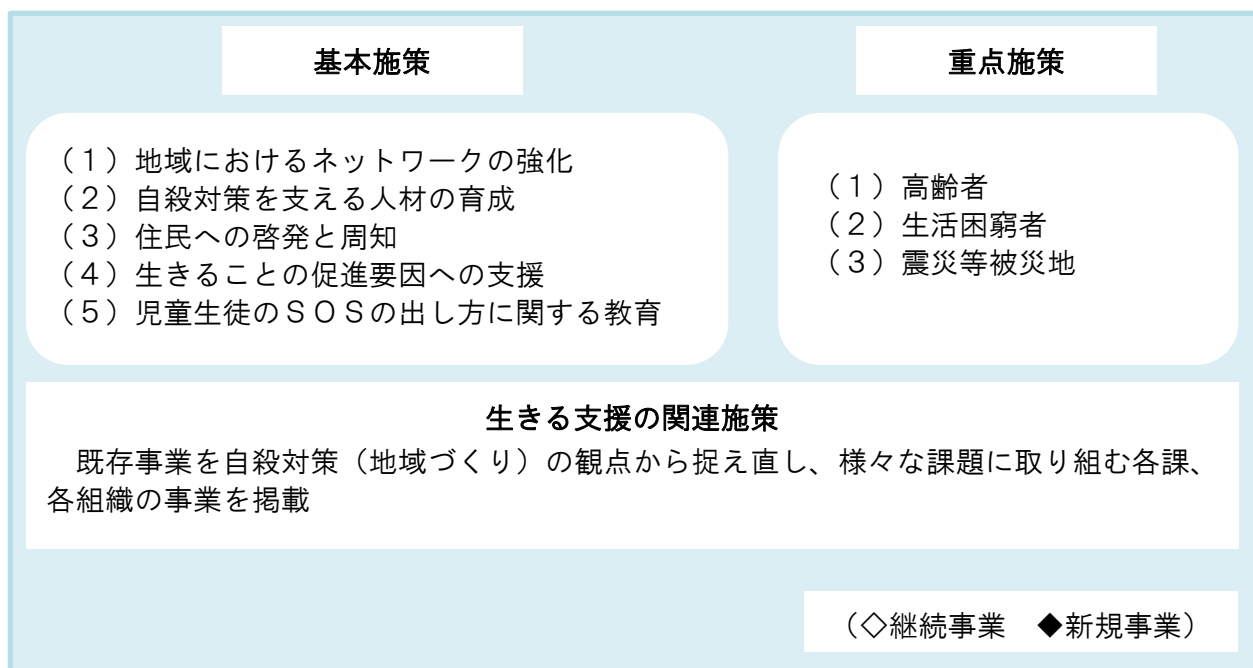 基本施策
（１）地域におけるネットワークの強化
（２）自殺対策を支える人材の育成
（３）住民への啓発と周知
（４）生きることの促進要因への支援
（５）児童生徒のＳＯＳの出し方に関する教育
重点施策
（１）高齢者
（２）生活困窮者
（３）震災等被災地
生きる支援の関連施策
　既存事業を自殺対策（地域づくり）の観点から捉え直し、様々な課題に取り組む各課、
各組織の事業を掲載
（◇継続事業　◆新規事業）